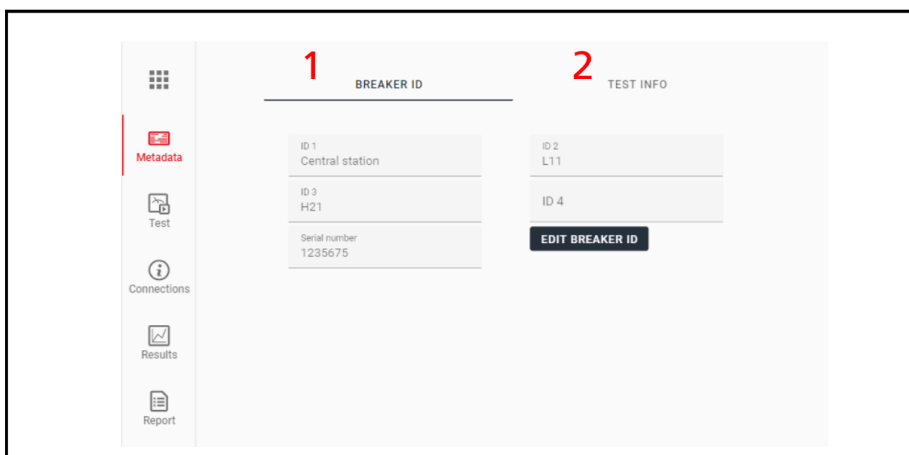 1
BREAKER ID
2
TEST INFO
Metadata
Test
Connections
Results
Report
ID 1
Central station
ID 2
L11
ID 3
H21
ID 4
Serial number
1235675
EDIT BREAKER ID